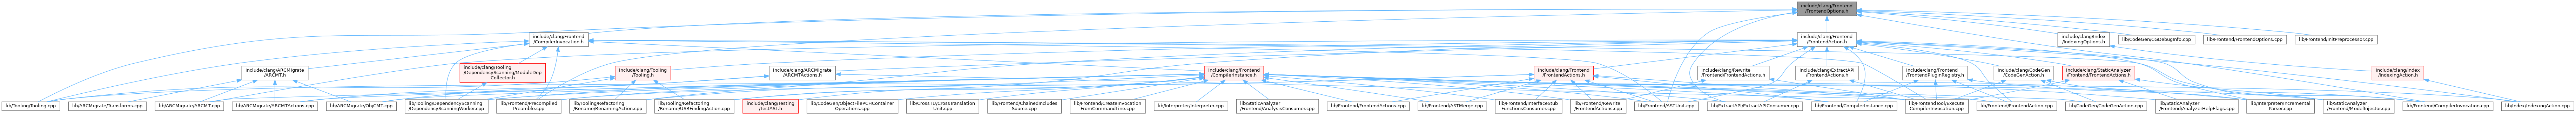 include/clang/Frontend
/FrontendOptions.h
include/clang/Frontend
/CompilerInvocation.h
include/clang/Frontend
/FrontendAction.h
include/clang/Index
/IndexingOptions.h
lib/CodeGen/CGDebugInfo.cpp
lib/Frontend/FrontendOptions.cpp
lib/Frontend/InitPreprocessor.cpp
include/clang/ARCMigrate
/ARCMT.h
include/clang/Tooling
/DependencyScanning/ModuleDep
Collector.h
include/clang/Tooling
/Tooling.h
include/clang/ARCMigrate
/ARCMTActions.h
include/clang/Frontend
/CompilerInstance.h
include/clang/Frontend
/FrontendActions.h
include/clang/Rewrite
/Frontend/FrontendActions.h
include/clang/ExtractAPI
/FrontendActions.h
include/clang/Frontend
/FrontendPluginRegistry.h
include/clang/CodeGen
/CodeGenAction.h
include/clang/StaticAnalyzer
/Frontend/FrontendActions.h
include/clang/Index
/IndexingAction.h
lib/Tooling/Tooling.cpp
lib/ARCMigrate/Transforms.cpp
lib/ARCMigrate/ARCMT.cpp
lib/ARCMigrate/ARCMTActions.cpp
lib/ARCMigrate/ObjCMT.cpp
lib/Tooling/DependencyScanning
/DependencyScanningWorker.cpp
lib/Frontend/Precompiled
Preamble.cpp
lib/Tooling/Refactoring
/Rename/RenamingAction.cpp
lib/Tooling/Refactoring
/Rename/USRFindingAction.cpp
include/clang/Testing
/TestAST.h
lib/CodeGen/ObjectFilePCHContainer
Operations.cpp
lib/CrossTU/CrossTranslation
Unit.cpp
lib/Frontend/ChainedIncludes
Source.cpp
lib/Frontend/CreateInvocation
FromCommandLine.cpp
lib/Interpreter/Interpreter.cpp
lib/StaticAnalyzer
/Frontend/AnalysisConsumer.cpp
lib/Frontend/FrontendActions.cpp
lib/Frontend/ASTMerge.cpp
lib/Frontend/InterfaceStub
FunctionsConsumer.cpp
lib/Frontend/Rewrite
/FrontendActions.cpp
lib/Frontend/ASTUnit.cpp
lib/ExtractAPI/ExtractAPIConsumer.cpp
lib/Frontend/CompilerInstance.cpp
lib/FrontendTool/Execute
CompilerInvocation.cpp
lib/Frontend/FrontendAction.cpp
lib/CodeGen/CodeGenAction.cpp
lib/StaticAnalyzer
/Frontend/AnalyzerHelpFlags.cpp
lib/Interpreter/Incremental
Parser.cpp
lib/StaticAnalyzer
/Frontend/ModelInjector.cpp
lib/Frontend/CompilerInvocation.cpp
lib/Index/IndexingAction.cpp